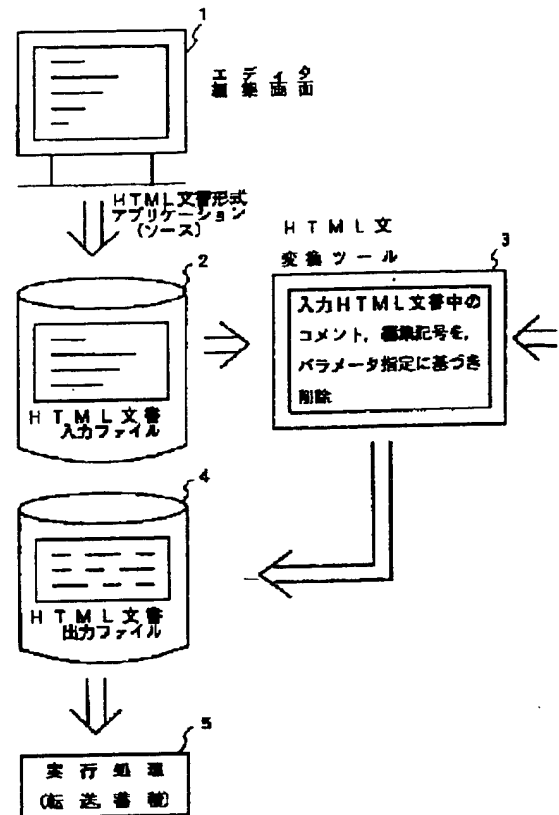 1
エディタ
編集画面
HTML文書形式
アプリケーション
(ソース)
HTML文
変換ツール
3
2
入力HTML文書中の
コメント，編集記号を，
パラメータ指定に基づき
削除
HTML文書
入力ファイル
4
HTML文書
出力ファイル
5
実行処理
(転送,蓄積)